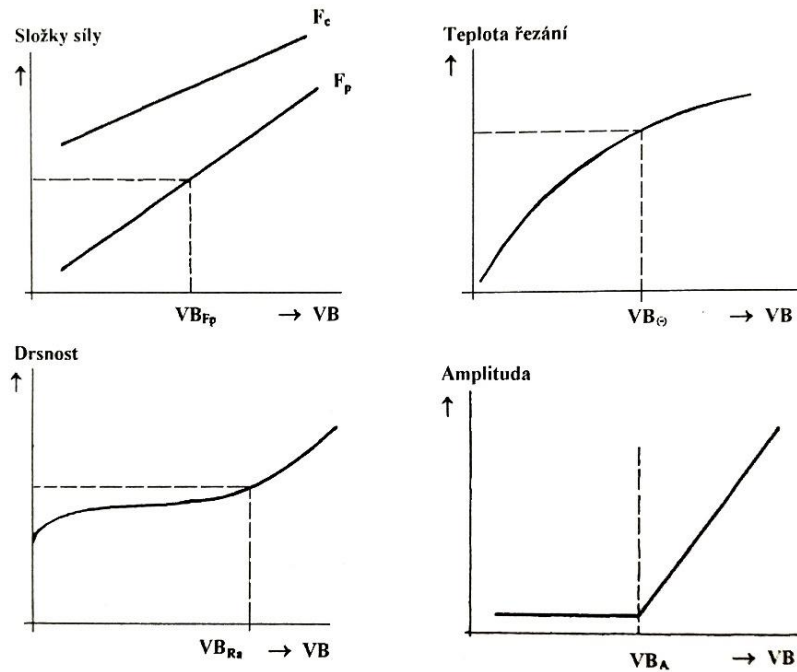 Složky síly
↑
F_c
F_p
VB_Fp → VB
Teplota řezání
↑
VB_Θ → VB
Drsnost
↑
VB_Ra → VB
Amplituda
↑
VB_A → VB